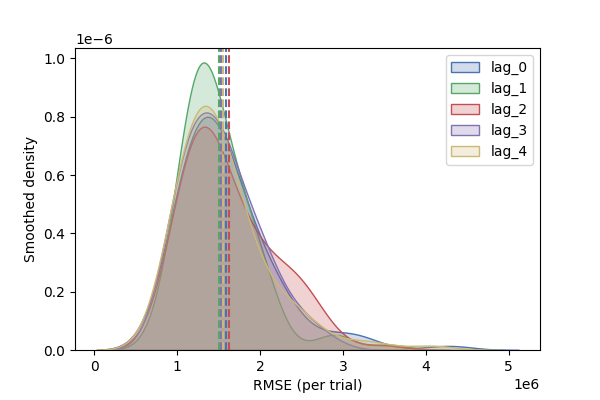 1e−6
1.0
0.8
0.6
0.4
0.2
0.0
Smoothed density
lag_0
lag_1
lag_2
lag_3
lag_4
0 1 2 3 4 5
1e6
RMSE (per trial)